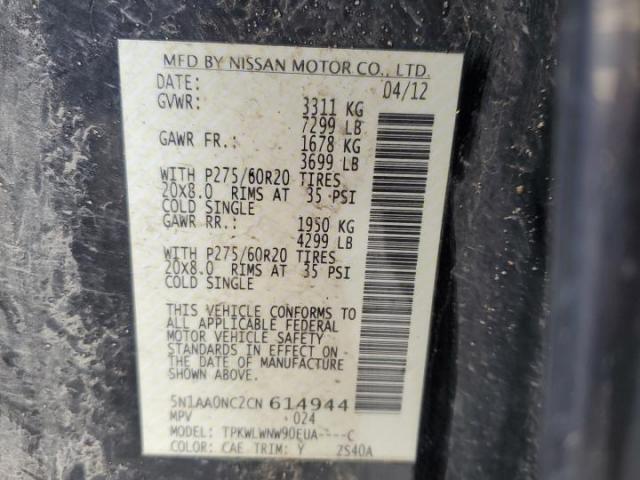 MFD BY NISSAN MOTOR CO., LTD.
DATE: 04/12
GVWR: 3311 KG
7299 LB
GAWR FR.: 1678 KG
3699 LB
WITH P275/60R20 TIRES
20X8.0 RIMS AT 35 PSI
COLD SINGLE
GAWR RR.: 1950 KG
4299 LB
WITH P275/60R20 TIRES
20X8.0 RIMS AT 35 PSI
COLD SINGLE
THIS VEHICLE CONFORMS TO
ALL APPLICABLE FEDERAL
MOTOR VEHICLE SAFETY
STANDARDS IN EFFECT ON
THE DATE OF MANUFACTURE
SHOWN ABOVE.
5N1AA0NC2CN614944
MPV 024
MODEL: TPKWLWNW90EUA----C
COLOR: CAE TRIM: Y ZS40A